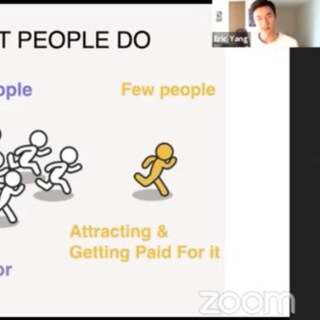 T PEOPLE DO
ople
Few people
Attracting &
Getting Paid For it
or
Eric Yang
zoom